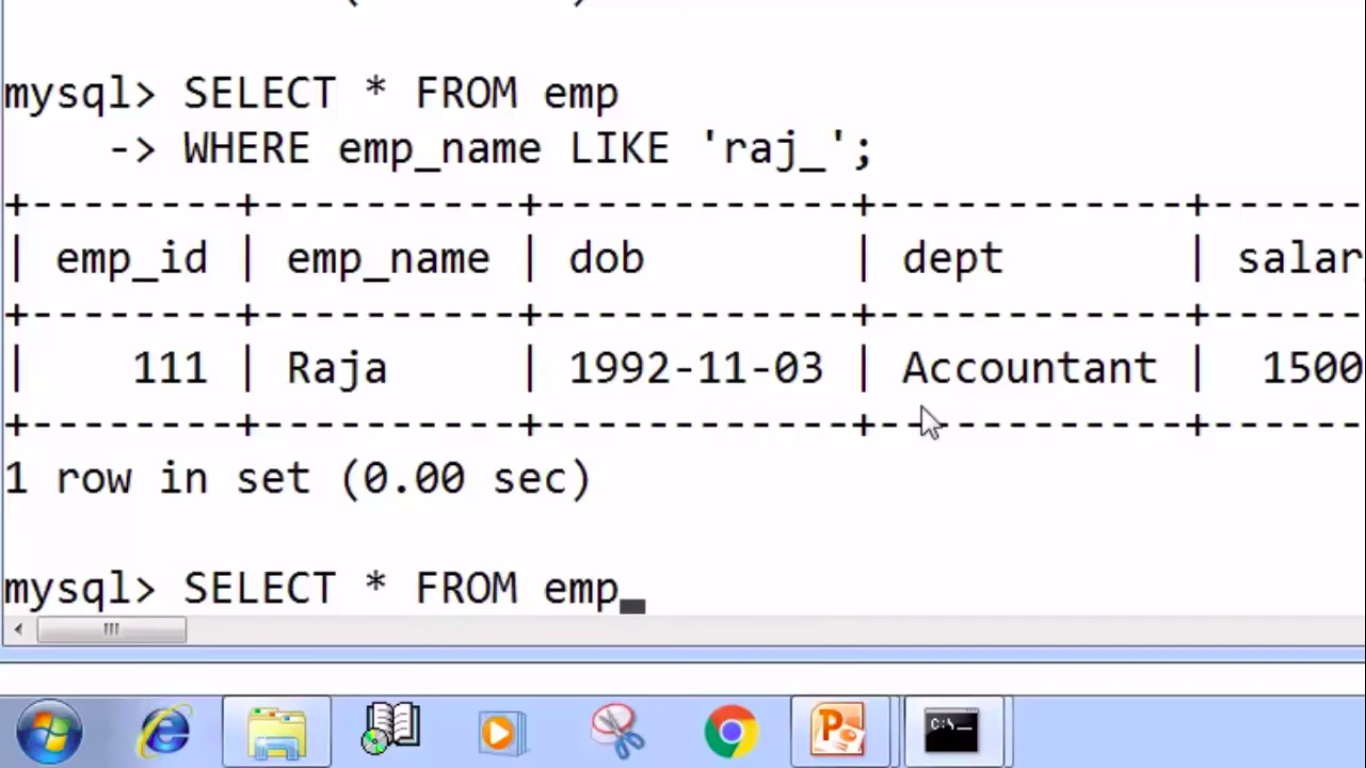 mysql> SELECT * FROM emp
    -> WHERE emp_name LIKE 'raj_';
+--------+----------+------------+------------+------
| emp_id | emp_name | dob        | dept       | salar
+--------+----------+------------+------------+------
|    111 | Raja     | 1992-11-03 | Accountant |  1500
+--------+----------+------------+------------+------
1 row in set (0.00 sec)
mysql> SELECT * FROM emp
C:\_